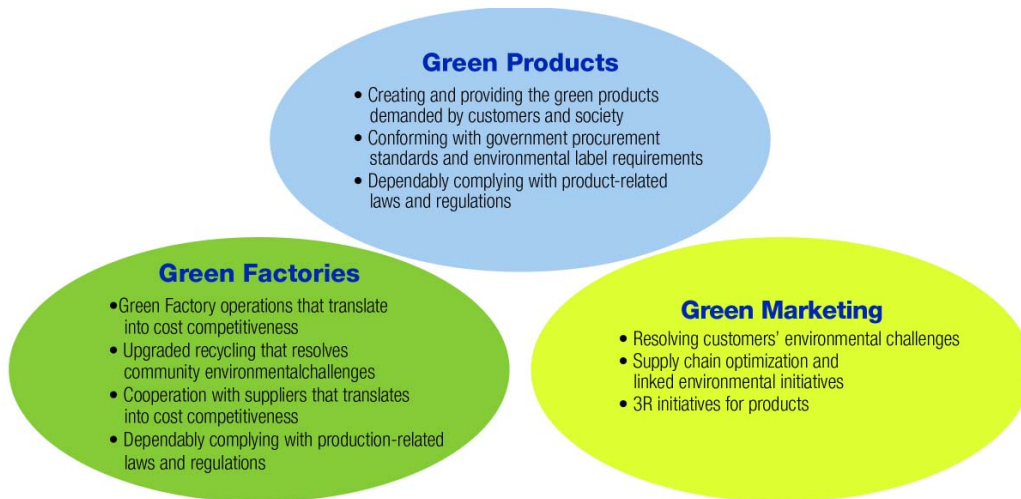 Green Products
• Creating and providing the green products
demanded by customers and society
• Conforming with government procurement
standards and environmental label requirements
• Dependably complying with product-related
laws and regulations
Green Factories
•Green Factory operations that translate
into cost competitiveness
• Upgraded recycling that resolves
community environmentalchallenges
• Cooperation with suppliers that translates
into cost competitiveness
• Dependably complying with production-related
laws and regulations
Green Marketing
• Resolving customers’ environmental challenges
• Supply chain optimization and
linked environmental initiatives
• 3R initiatives for products